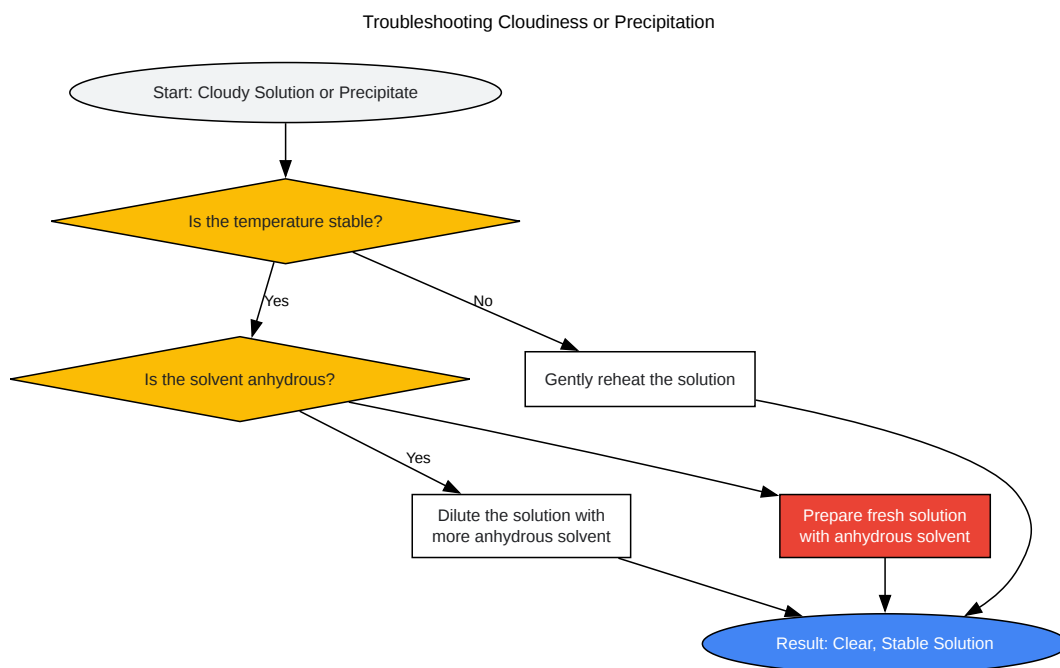 Troubleshooting Cloudiness or Precipitation
Start: Cloudy Solution or Precipitate
Is the temperature stable?
Yes
No
Is the solvent anhydrous?
Gently reheat the solution
Yes
Dilute the solution with
more anhydrous solvent
Prepare fresh solution
with anhydrous solvent
Result: Clear, Stable Solution